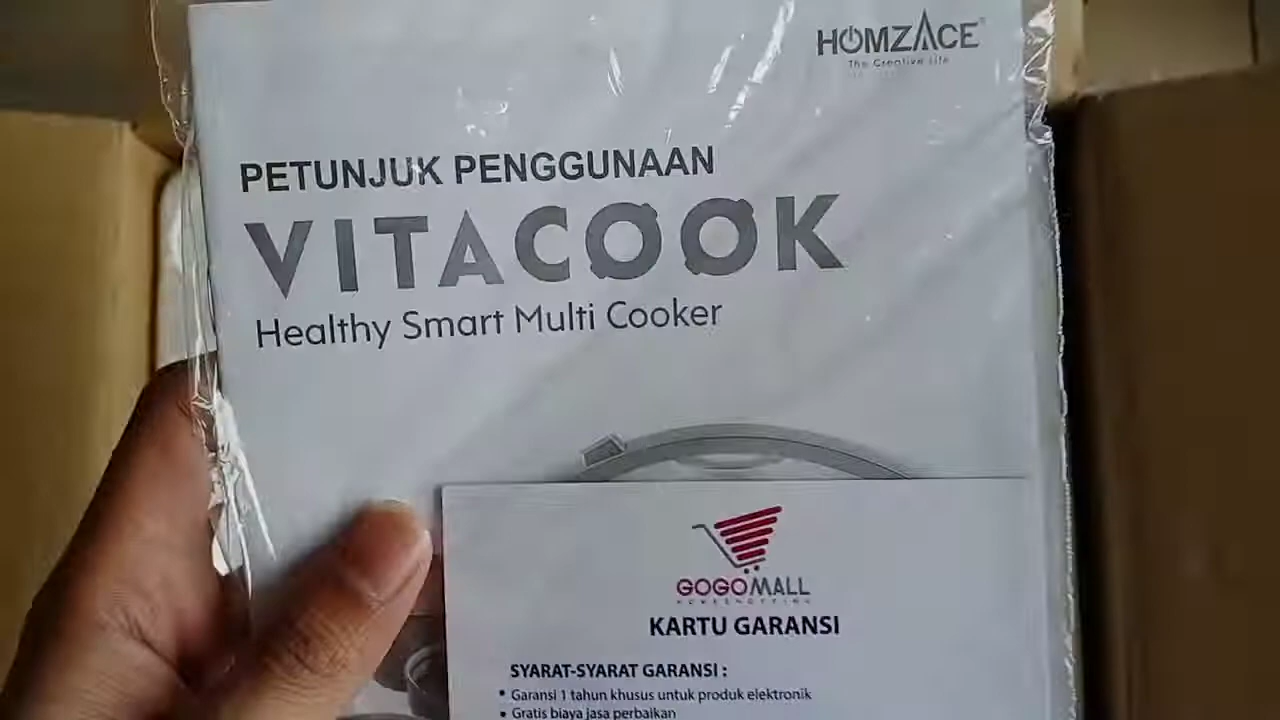 HOMZACE
The Creative Life
PETUNJUK PENGGUNAAN
VITACOOK
Healthy Smart Multi Cooker
GOGOMALL
HOMESHOPPING
KARTU GARANSI
SYARAT-SYARAT GARANSI :
• Garansi 1 tahun khusus untuk produk elektronik
• Gratis biaya jasa perbaikan